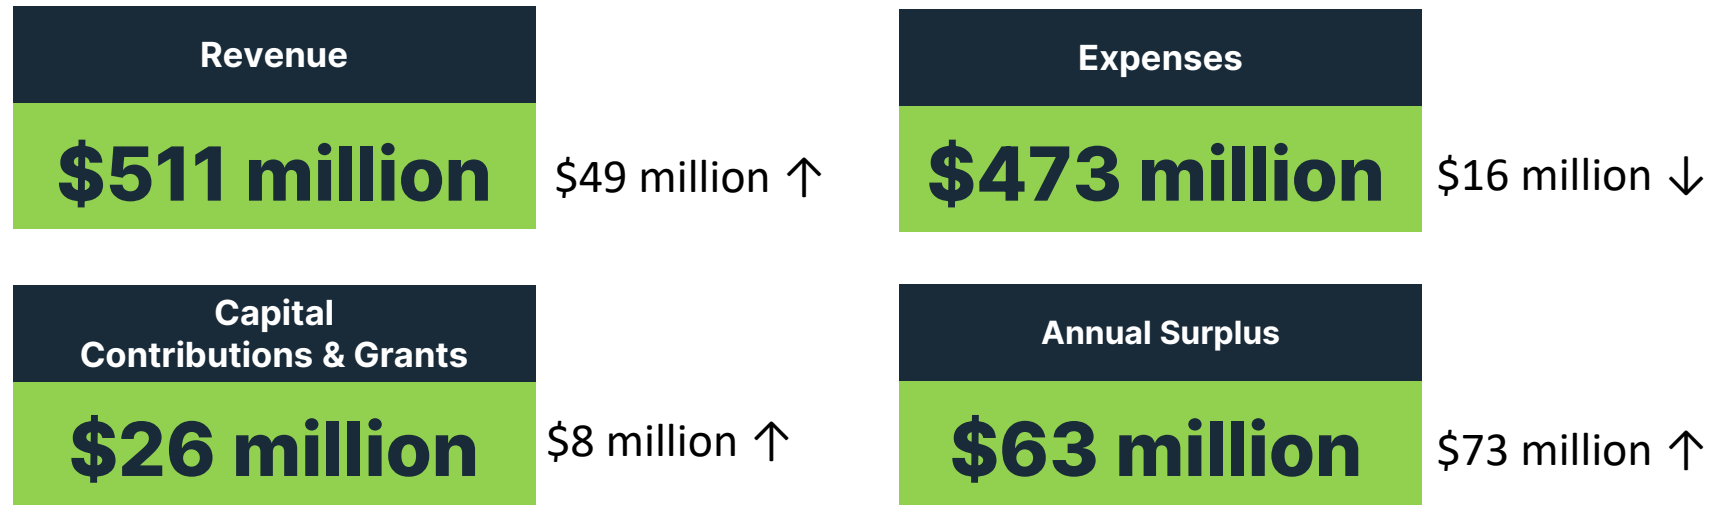 Revenue
$511 million
$49 million ↑
Expenses
$473 million
$16 million ↓
Capital
Contributions & Grants
$26 million
$8 million ↑
Annual Surplus
$63 million
$73 million ↑